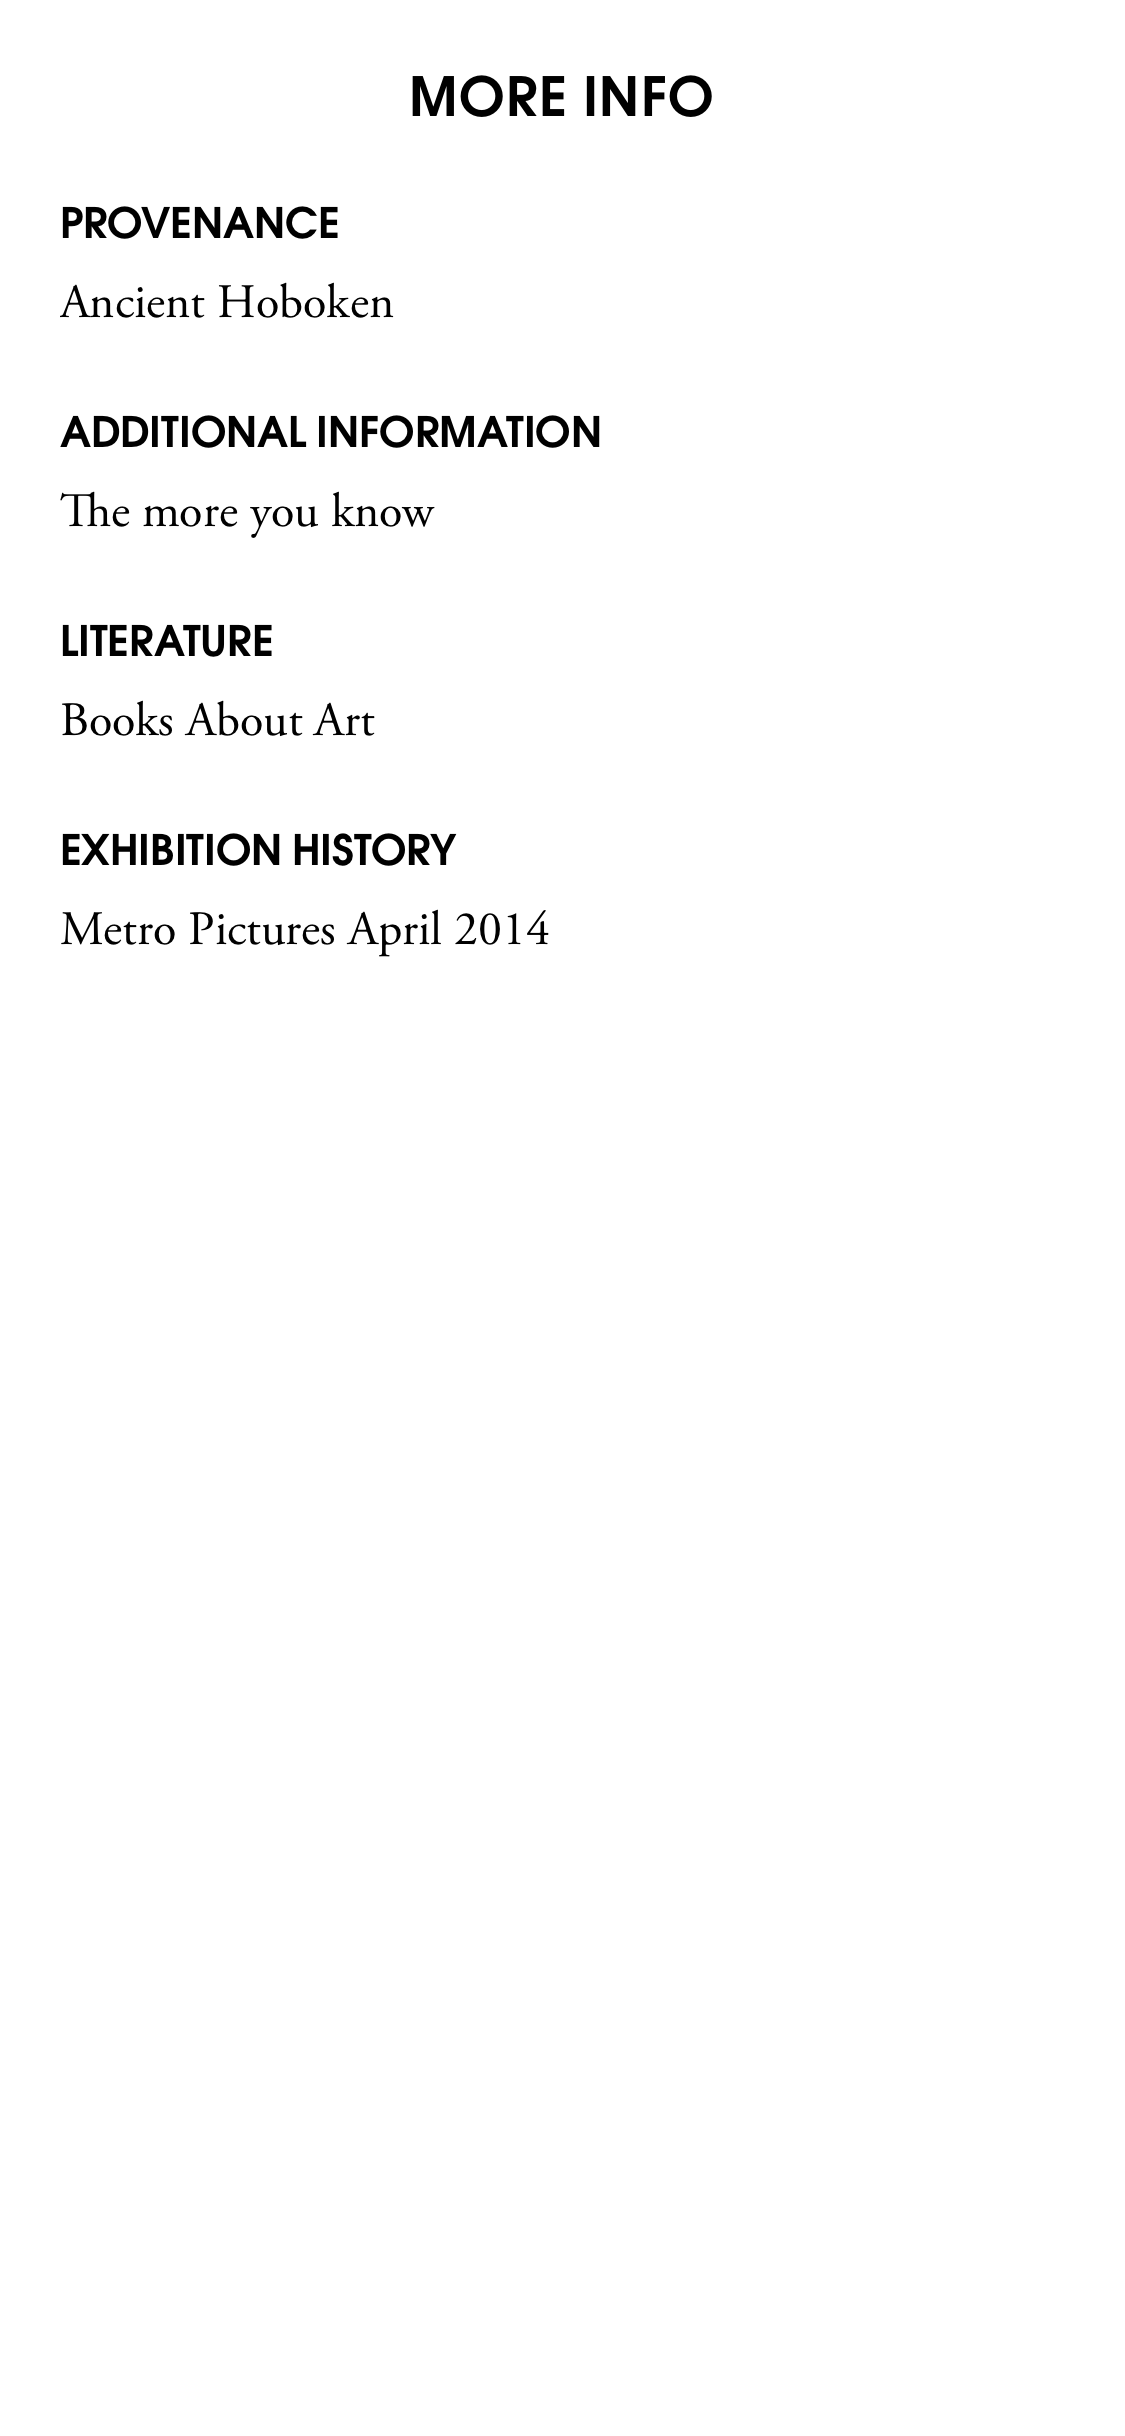 MORE INFO
PROVENANCE
Ancient Hoboken
ADDITIONAL INFORMATION
The more you know
LITERATURE
Books About Art
EXHIBITION HISTORY
Metro Pictures April 2014